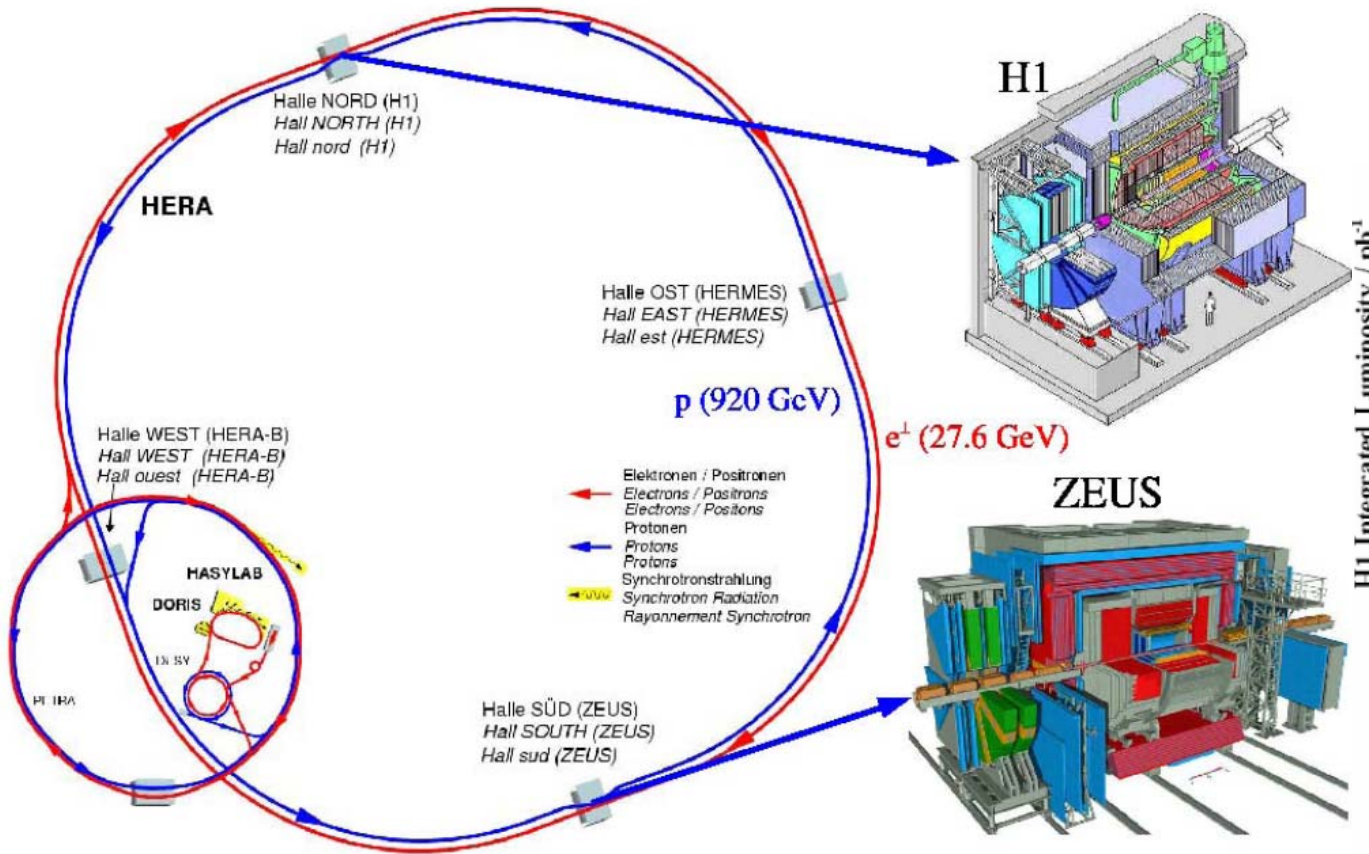 Halle NORD (H1)
Hall NORTH (H1)
Hall nord (H1)
HERA
H1
Halle OST (HERMES)
Hall EAST (HERMES)
Hall est (HERMES)
p (920 GeV)
e⊥ (27.6 GeV)
Halle WEST (HERA-B)
Hall WEST (HERA-B)
Hall ouest (HERA-B)
Elektronen / Positronen
Electrons / Positrons
Electrons / Positons
Protonen
Protons
Protons
Synchrotronstrahlung
Synchrotron Radiation
Rayonnement Synchrotron
HASYLAB
DORIS
DESY
PETRA
Halle SÜD (ZEUS)
Hall SOUTH (ZEUS)
Hall sud (ZEUS)
ZEUS
H1 Integrated Luminosity / pb-1